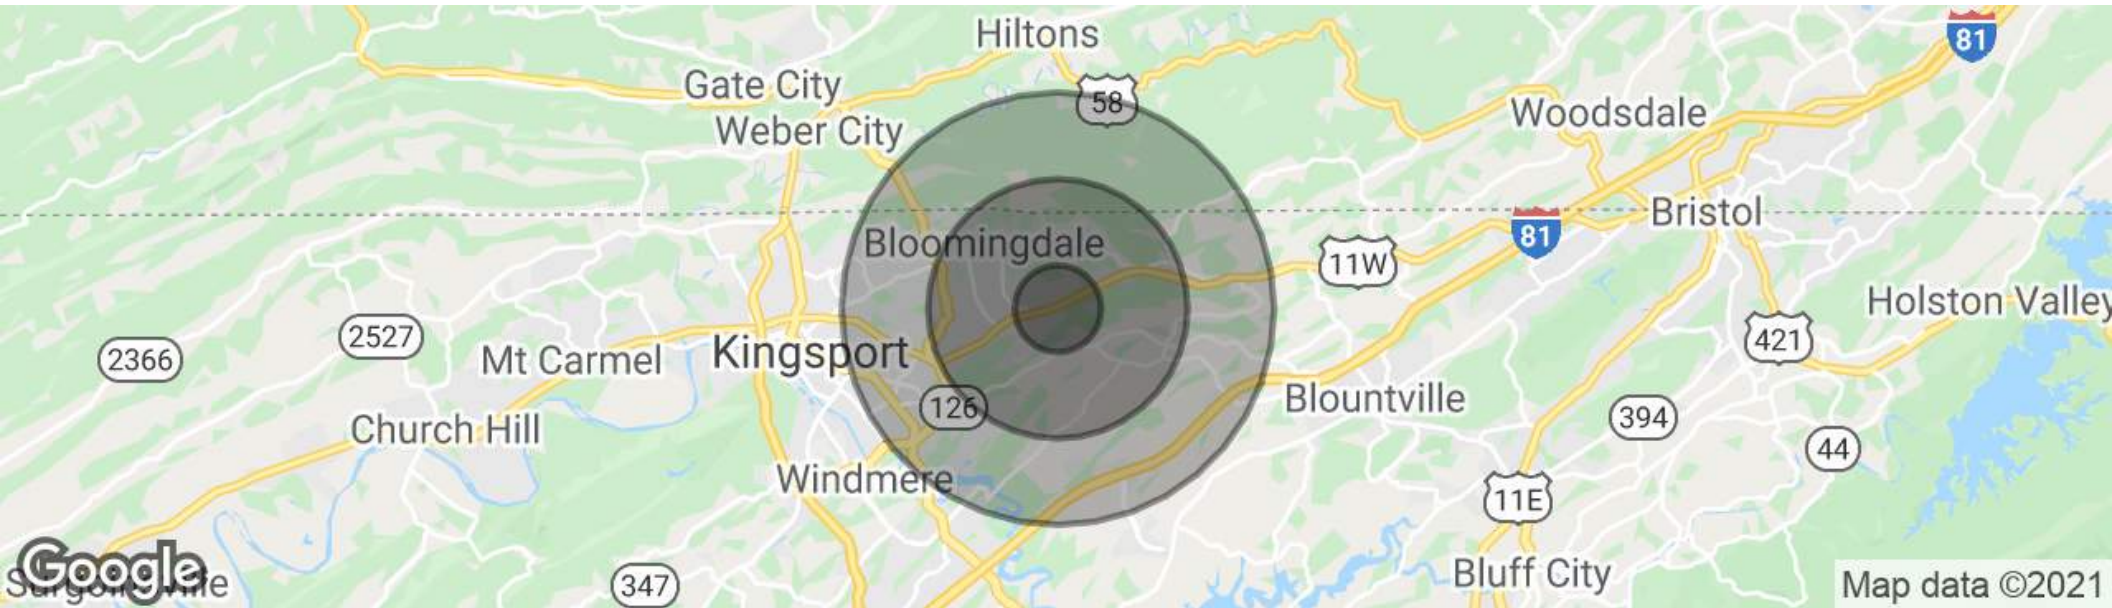 Hiltons
81
Gate City
58
Woodsdale
Weber City
Bristol
81
Bloomingdale
11W
Holston Valley
2527
421
2366
Mt Carmel
Kingsport
Blountville
126
394
Church Hill
44
Windmere
11E
Bluff City
Google
Surgoinsville
347
Map data ©2021